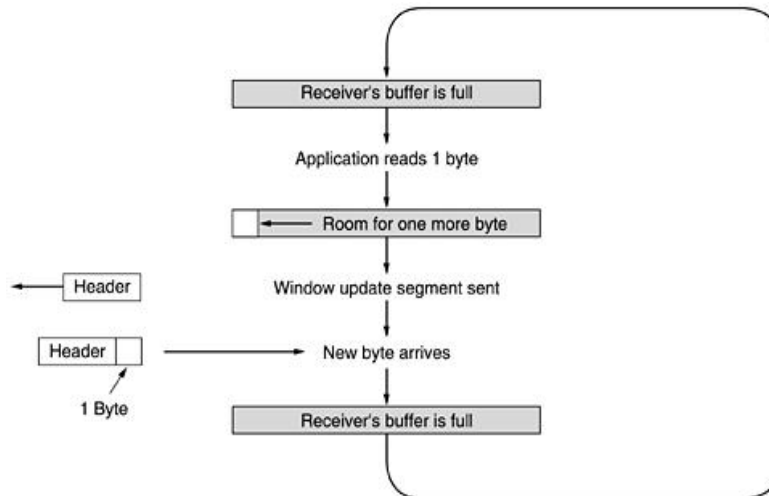 Receiver's buffer is full
Application reads 1 byte
Room for one more byte
Header
Window update segment sent
Header
New byte arrives
1 Byte
Receiver's buffer is full